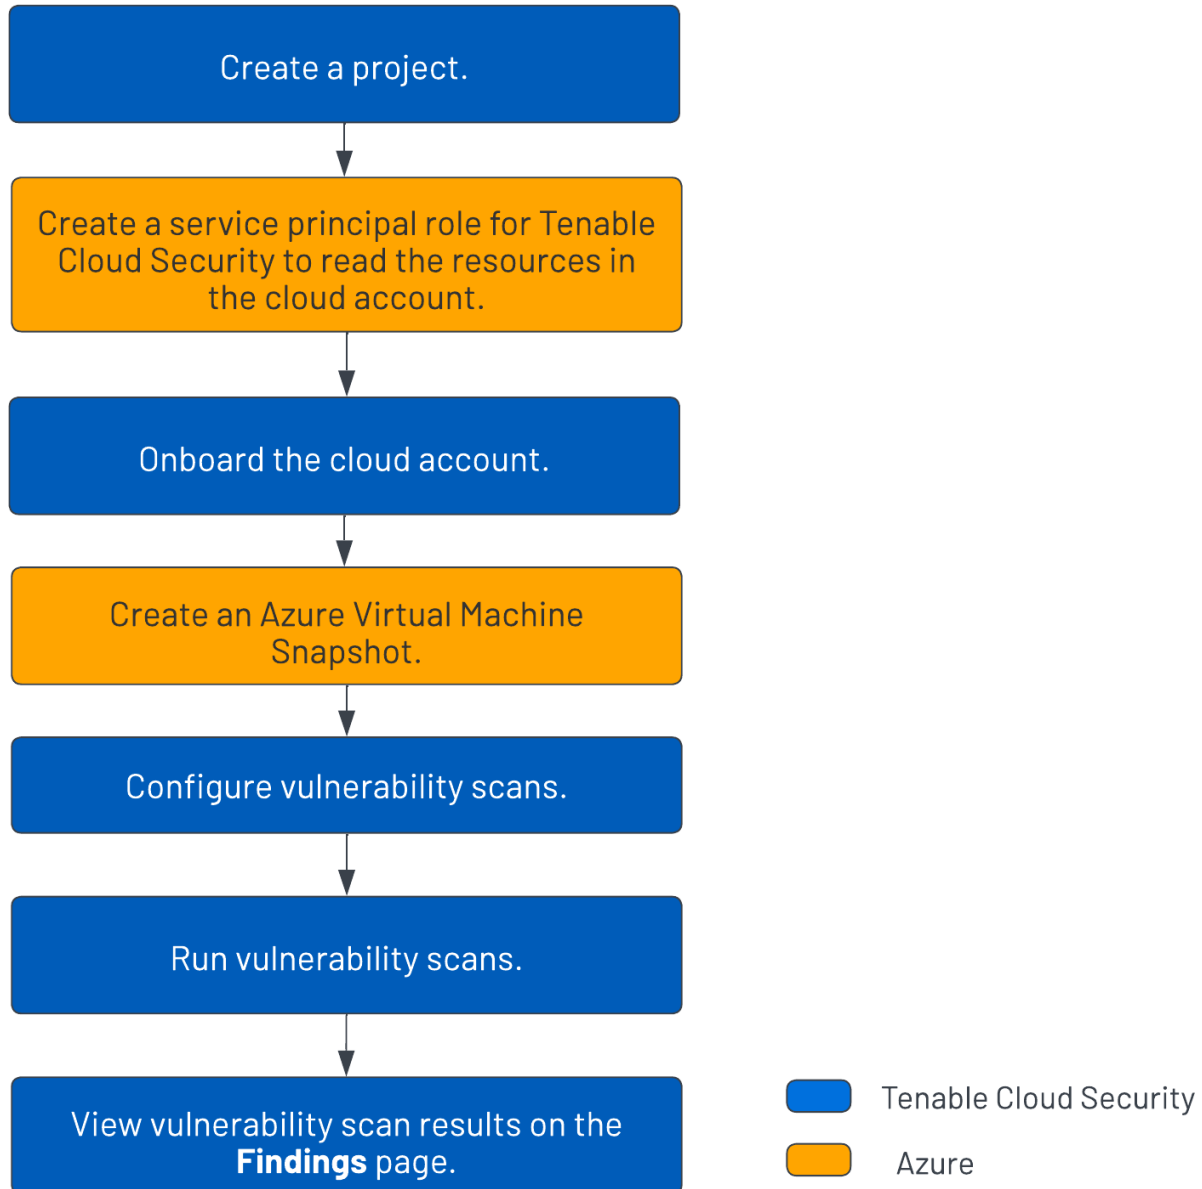 Create a project.
Create a service principal role for Tenable
Cloud Security to read the resources in
the cloud account.
Onboard the cloud account.
Create an Azure Virtual Machine
Snapshot.
Configure vulnerability scans.
Run vulnerability scans.
View vulnerability scan results on the
Findings page.
Tenable Cloud Security
Azure